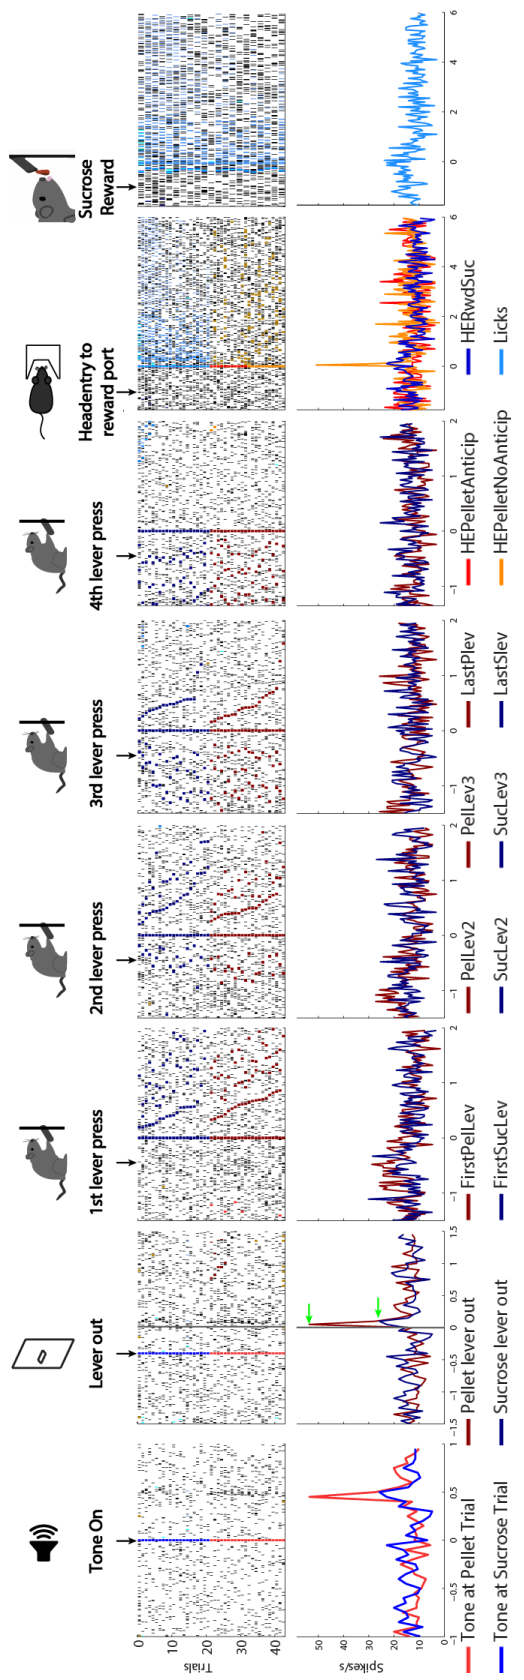 Tone On
Lever out
1st lever press
2nd lever press
3rd lever press
4th lever press
Headentry to
reward port
Sucrose
Reward
Trials
0
10
20
30
40
Spikes/s
50
40
30
20
10
0
−1
−0.5
0
0.5
1
−1.5
−1
−0.5
0
0.5
1
1.5
−1
0
1
2
−1
0
1
2
−1
0
1
2
−1
0
1
2
0
2
4
6
0
2
4
6
Tone at Pellet Trial
Pellet lever out
FirstPelLev
PelLev2
PelLev3
LastPlev
HEPelletAnticip
HERwdSuc
Tone at Sucrose Trial
Sucrose lever out
FirstSucLev
SucLev2
SucLev3
LastSlev
HEPelletNoAnticip
Licks